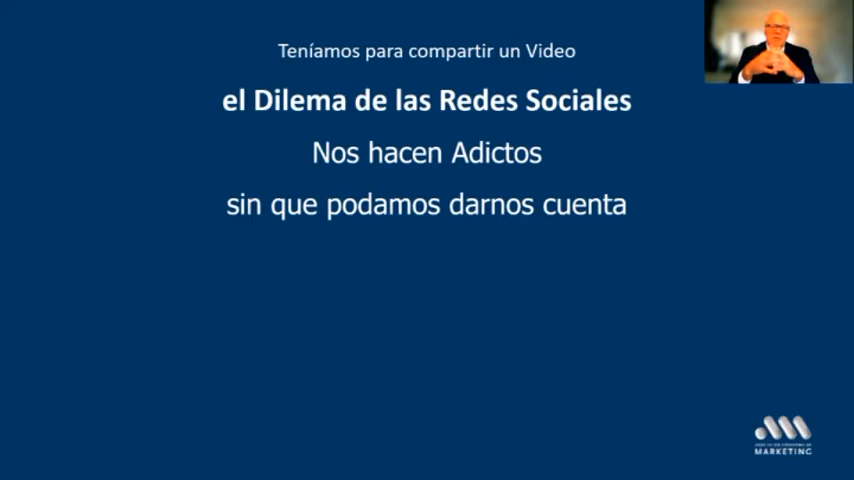 Teníamos para compartir un Video
el Dilema de las Redes Sociales
Nos hacen Adictos
sin que podamos darnos cuenta
MARKETING